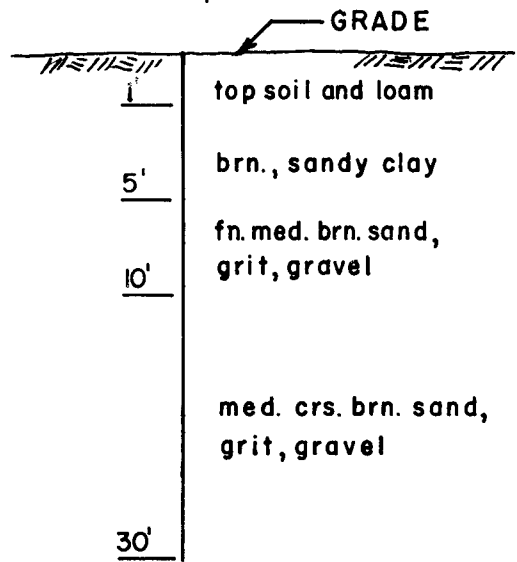 GRADE
1'
top soil and loam
brn., sandy clay
5'
fn. med. brn. sand,
grit, gravel
10'
med. crs. brn. sand,
grit, gravel
30'